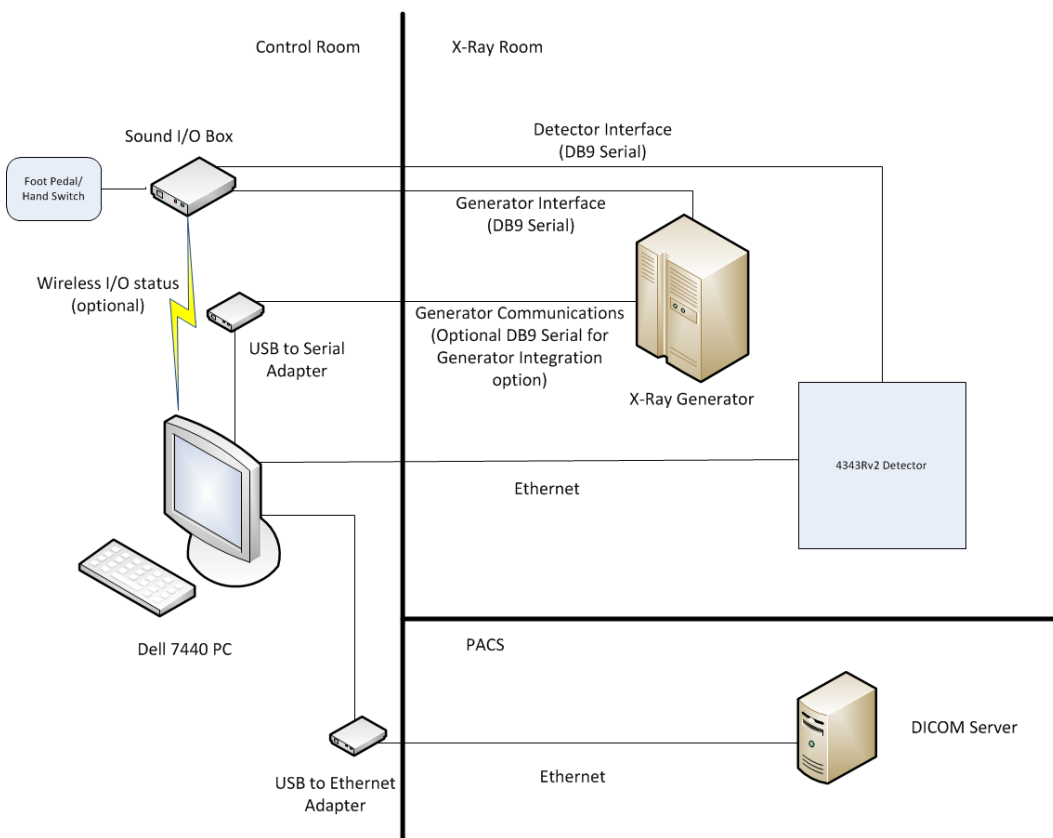 Control Room
X-Ray Room
Sound I/O Box
Foot Pedal/
Hand Switch
Detector Interface
(DB9 Serial)
Generator Interface
(DB9 Serial)
Wireless I/O status
(optional)
USB to Serial
Adapter
Generator Communications
(Optional DB9 Serial for
Generator Integration
option)
X-Ray Generator
4343Rv2 Detector
Ethernet
Dell 7440 PC
PACS
DICOM Server
USB to Ethernet
Adapter
Ethernet